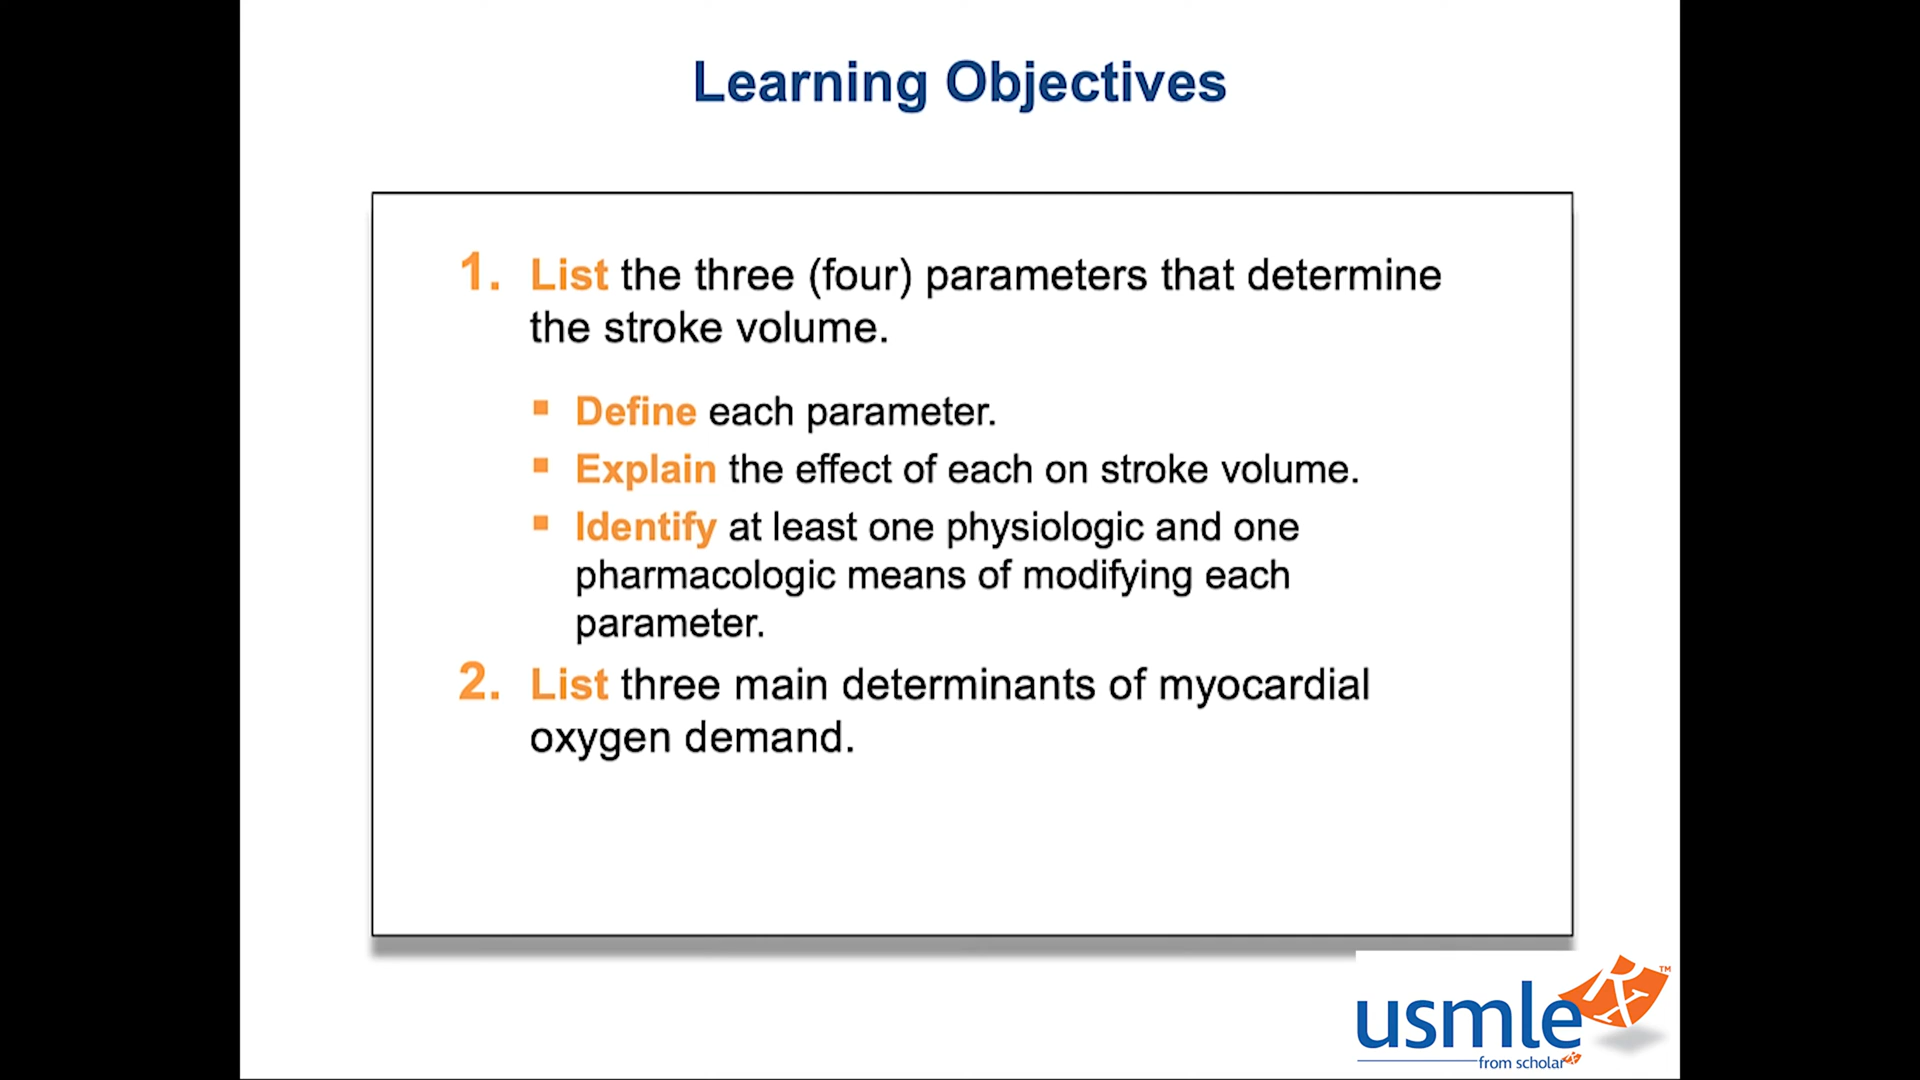 Learning Objectives
1. List the three (four) parameters that determine
the stroke volume.
▪ Define each parameter.
▪ Explain the effect of each on stroke volume.
▪ Identify at least one physiologic and one
pharmacologic means of modifying each
parameter.
2. List three main determinants of myocardial
oxygen demand.
usmle Rx™
from scholar Rx